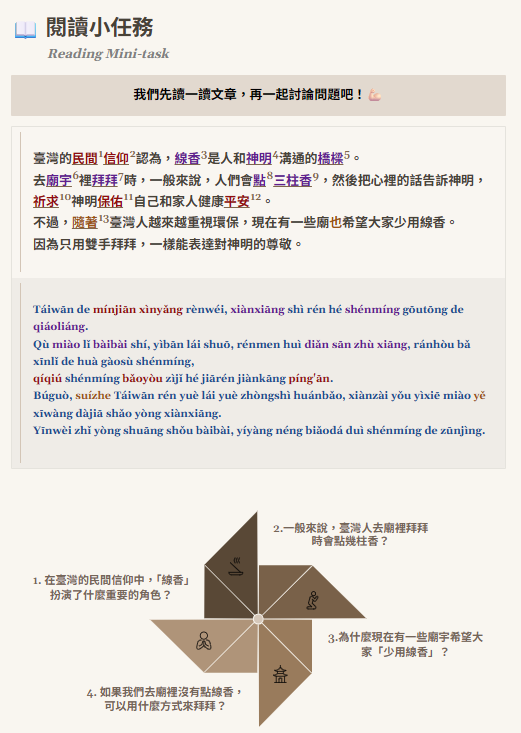 閱讀小任務
Reading Mini-task
我們先讀一讀文章，再一起討論問題吧！
臺灣的民間1信仰2認為，線香3是人和神明4溝通的橋樑5。
去廟宇6裡拜拜7時，一般來說，人們會點8三柱香9，然後把心裡的話告訴神明，
祈求10神明保佑11自己和家人健康平安12。
不過，隨著13臺灣人越來越重視環保，現在有一些廟也希望大家少用線香。
因為只用雙手拜拜，一樣能表達對神明的尊敬。
Táiwān de mínjiān xìnyǎng rènwéi, xiànxiāng shì rén hé shénmíng gōutōng de
qiáoliáng.
Qù miào lǐ bàibài shí, yìbān lái shuō, rénmen huì diǎn sān zhù xiāng, ránhòu bǎ
xīnlǐ de huà gàosù shénmíng,
qíqiú shénmíng bǎoyòu zìjǐ hé jiārén jiànkāng píng'ān.
Búguò, suízhe Táiwān rén yuè lái yuè zhòngshì huánbǎo, xiànzài yǒu yìxiē miào yě
xīwàng dàjiā shǎo yòng xiànxiāng.
Yīnwèi zhǐ yòng shuāng shǒu bàibài, yíyàng néng biǎodá duì shénmíng de zūnjìng.
2.一般來說，臺灣人去廟裡拜拜
時會點幾柱香？
1. 在臺灣的民間信仰中，「線香」
扮演了什麼重要的角色？
3.為什麼現在有一些廟宇希望大
家「少用線香」？
4. 如果我們去廟裡沒有點線香，
可以用什麼方式來拜拜？